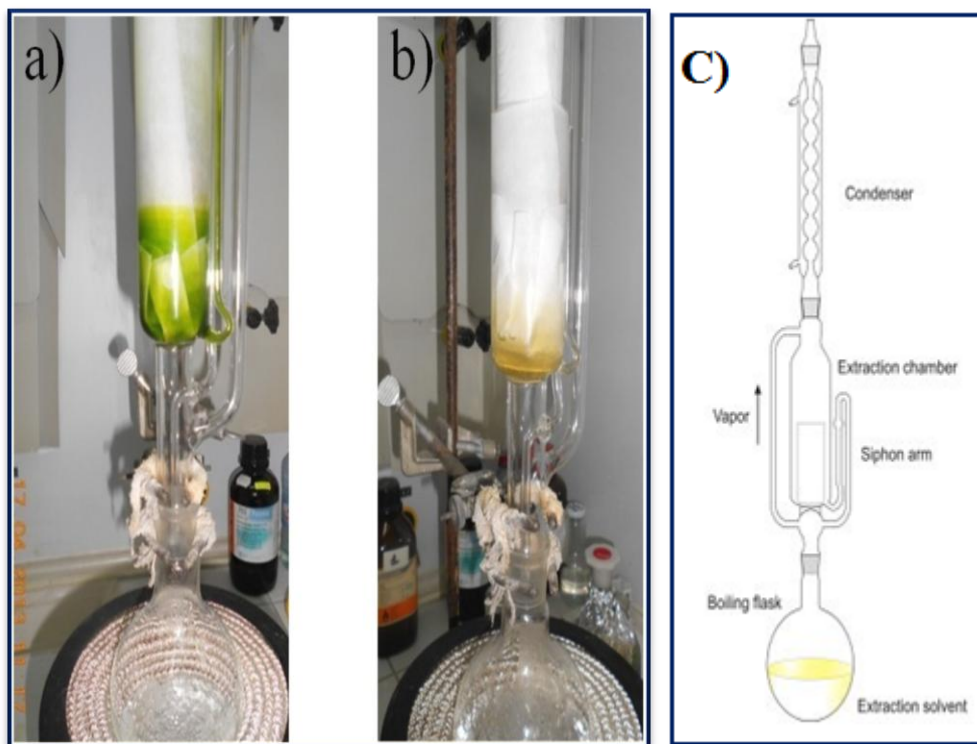 a)
b)
C)
Condenser
Extraction chamber
Vapor
Siphon arm
Boiling flask
Extraction solvent